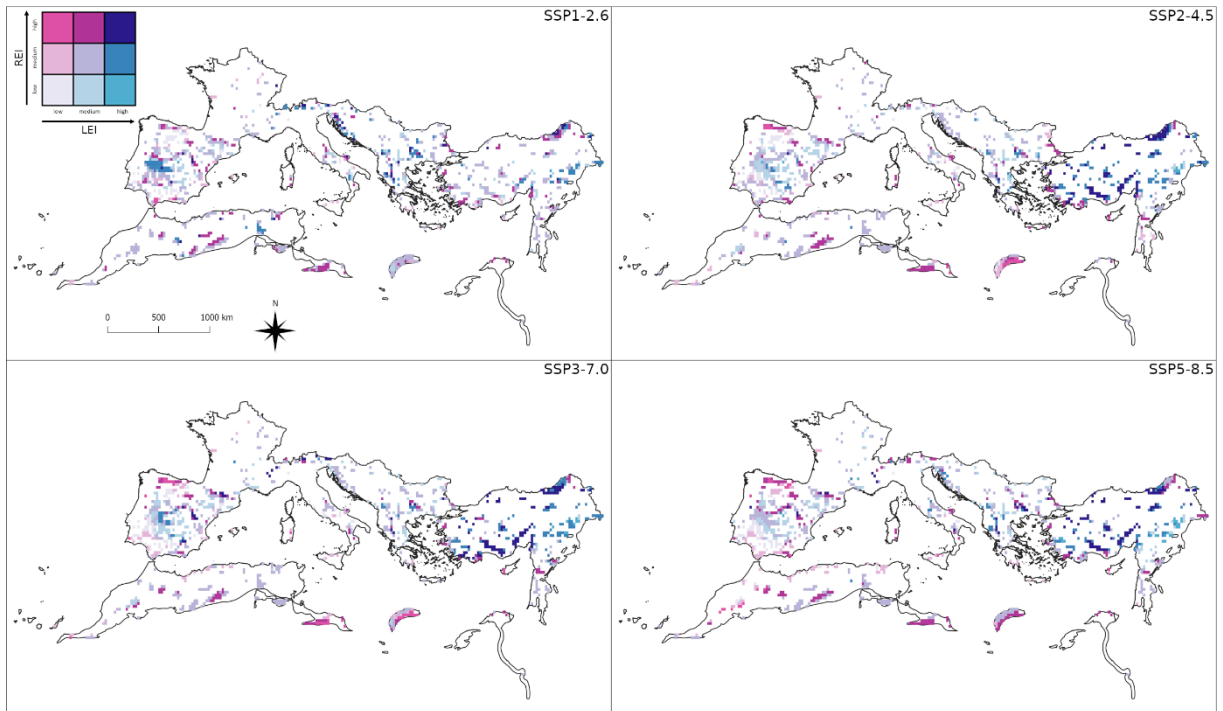 SSP1-2.6
SSP2-4.5
REI
high
medium
low
low medium high
LEI
N
0 500 1000 km
SSP3-7.0
SSP5-8.5